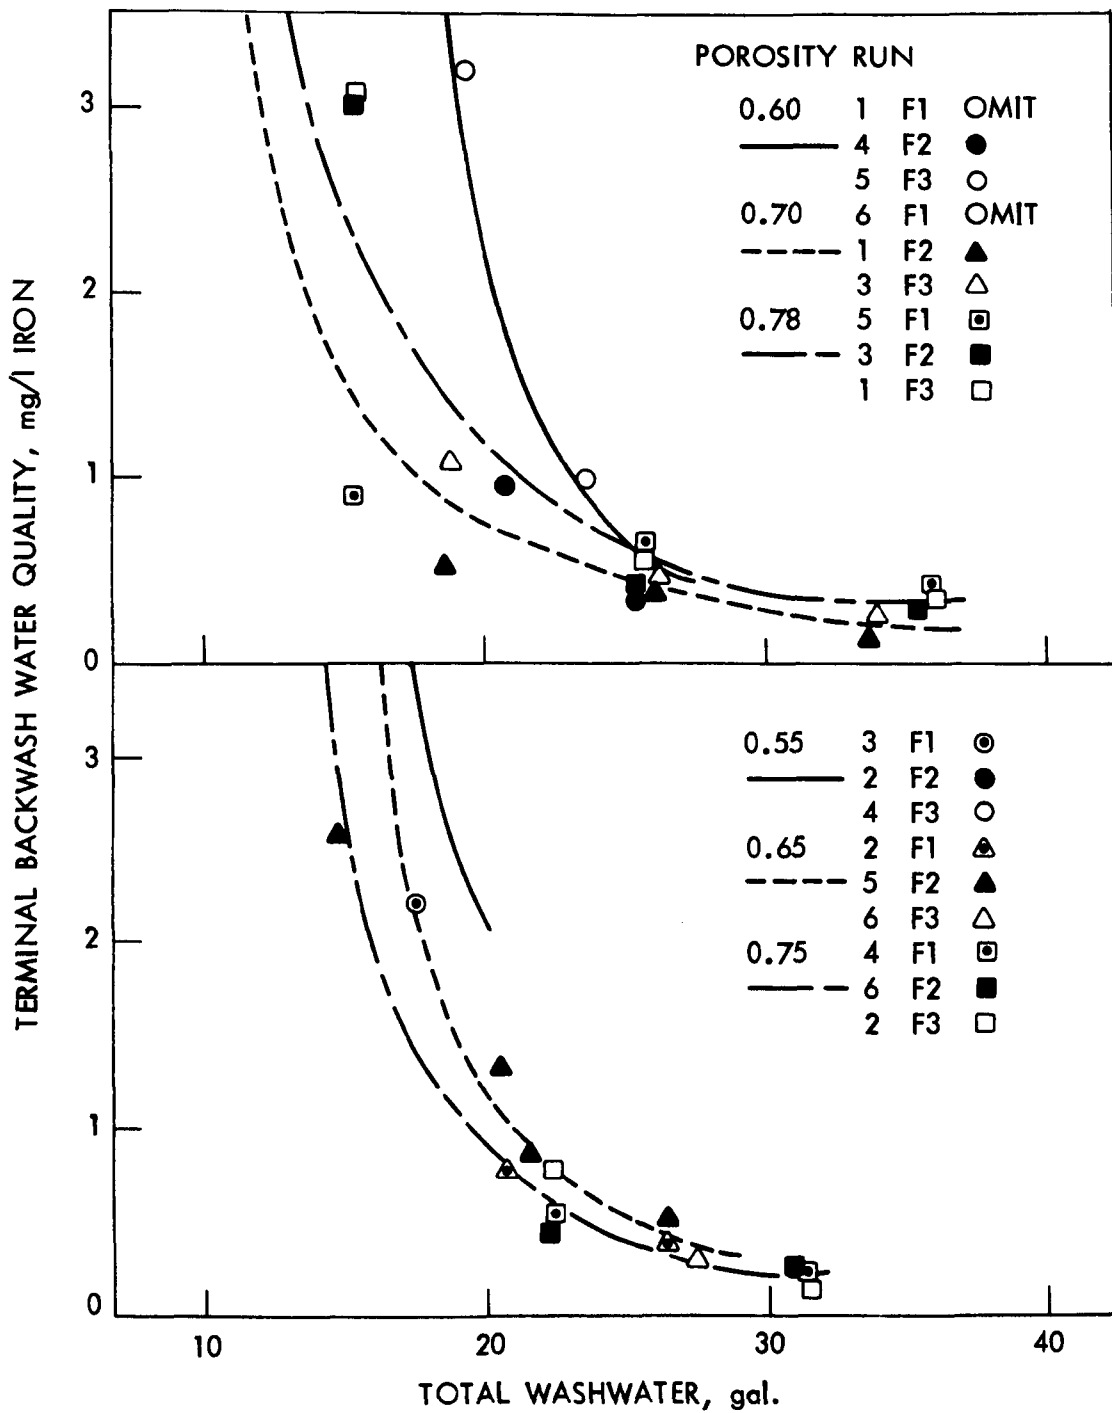 POROSITY RUN
0.60 1 F1 OMIT
4 F2
5 F3
0.70 6 F1 OMIT
1 F2
3 F3
0.78 5 F1
3 F2
1 F3
3
2
1
0
TERMINAL BACKWASH WATER QUALITY, mg/l IRON
0.55 3 F1
2 F2
4 F3
0.65 2 F1
5 F2
6 F3
0.75 4 F1
6 F2
2 F3
3
2
1
0
10 20 30 40
TOTAL WASHWATER, gal.